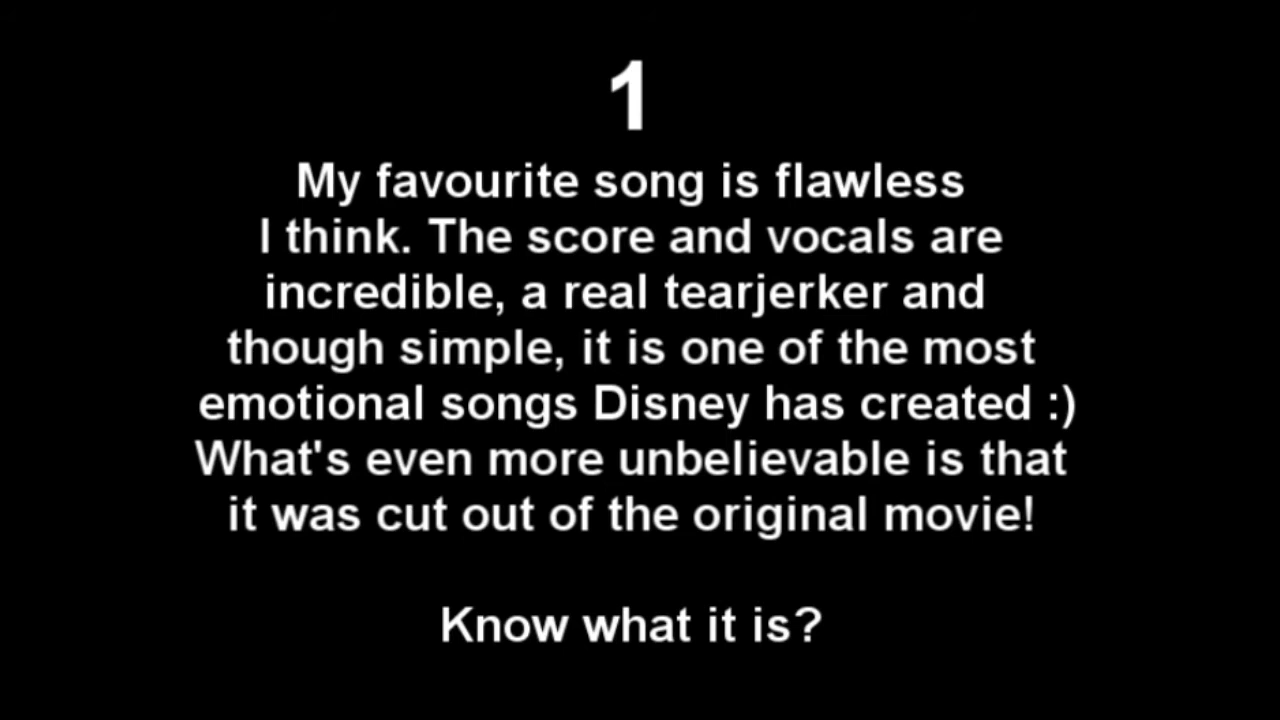 1
My favourite song is flawless
I think. The score and vocals are
incredible, a real tearjerker and
though simple, it is one of the most
emotional songs Disney has created :)
What's even more unbelievable is that
it was cut out of the original movie!
Know what it is?